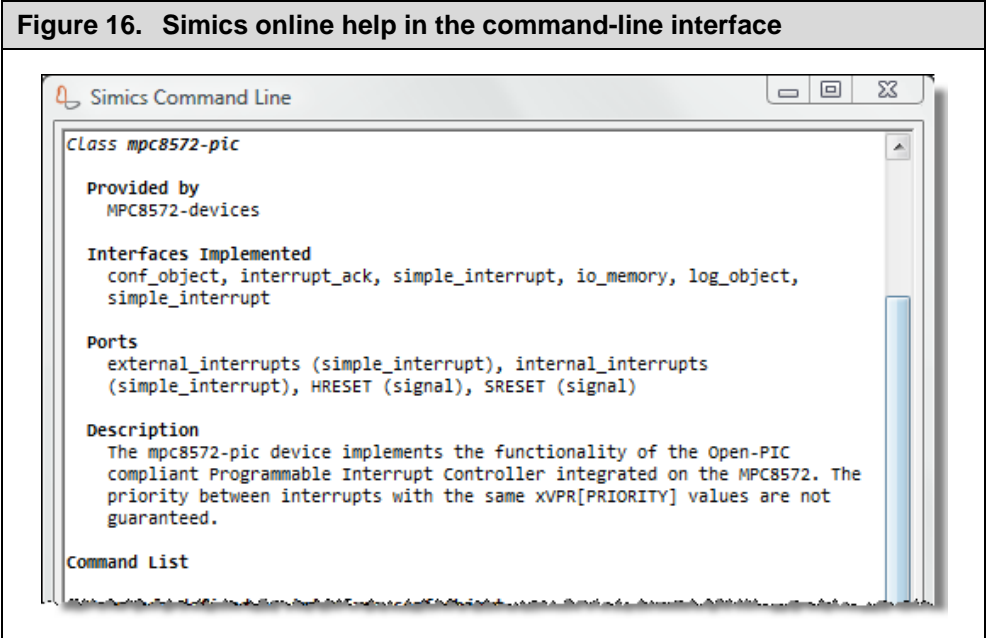 Figure 16. Simics online help in the command-line interface
Simics Command Line
Class mpc8572-pic
Provided by
MPC8572-devices
Interfaces Implemented
conf_object, interrupt_ack, simple_interrupt, io_memory, log_object,
simple_interrupt
Ports
external_interrupts (simple_interrupt), internal_interrupts
(simple_interrupt), HRESET (signal), SRESET (signal)
Description
The mpc8572-pic device implements the functionality of the Open-PIC
compliant Programmable Interrupt Controller integrated on the MPC8572. The
priority between interrupts with the same xVPR[PRIORITY] values are not
guaranteed.
Command List